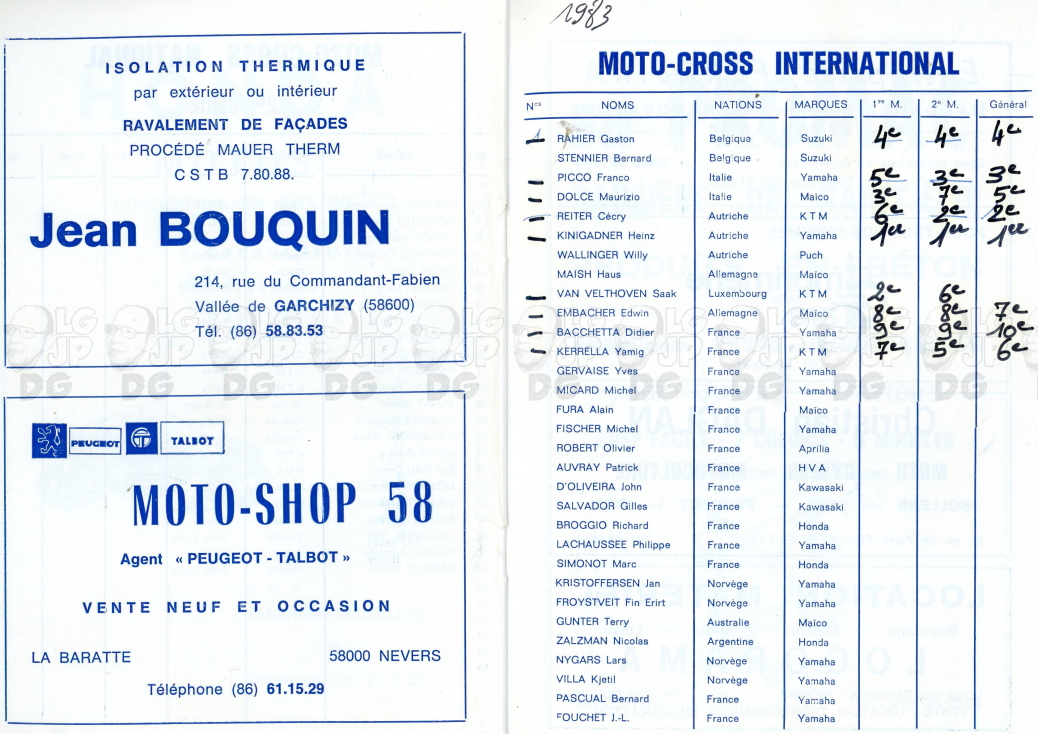 ISOLATION THERMIQUE
par extérieur ou intérieur
RAVALEMENT DE FAÇADES
PROCÉDÉ MAUER THERM
CSTB 7.80.88.
Jean BOUQUIN
214, rue du Commandant-Fabien
Vallée de GARCHIZY (58600)
Tél. (86) 58.83.53
PEUGEOT TALBOT
MOTO-SHOP 58
Agent « PEUGEOT - TALBOT »
VENTE NEUF ET OCCASION
LA BARATTE 58000 NEVERS
Téléphone (86) 61.15.29
1983
MOTO-CROSS INTERNATIONAL
Nos NOMS NATIONS MARQUES 1re M. 2e M. Général
1 RAHIER Gaston Belgique Suzuki 4e 4e 4e
STENNIER Bernard Belgique Suzuki
PICCO Franco Italie Yamaha 5e 3e 3e
DOLCE Maurizio Italie Maïco 3e 7e 5e
REITER Cécry Autriche KTM 6e 2e 2e
KINIGADNER Heinz Autriche Yamaha 1er 1er 1er
WALLINGER Willy Autriche Puch
MAISH Haus Allemagne Maïco
VAN VELTHOVEN Saak Luxembourg KTM 2e 6e
EMBACHER Edwin Allemagne Maïco 8e 8e 7e
BACCHETTA Didier France Yamaha 9e 9e 10e
KERRELLA Yamig France KTM 7e 5e 6e
GERVAISE Yves France Yamaha
MICARD Michel France Yamaha
FURA Alain France Maïco
FISCHER Michel France Yamaha
ROBERT Olivier France Aprilia
AUVRAY Patrick France HVA
D'OLIVEIRA John France Kawasaki
SALVADOR Gilles France Kawasaki
BROGGIO Richard France Honda
LACHAUSSEE Philippe France Yamaha
SIMONOT Marc France Honda
KRISTOFFERSEN Jan Norvège Yamaha
FROYSTVEIT Fin Erirt Norvège Yamaha
GUNTER Terry Australie Maïco
ZALZMAN Nicolas Argentine Honda
NYGARS Lars Norvège Yamaha
VILLA Kjetil Norvège Yamaha
PASCUAL Bernard France Yamaha
FOUCHET J.-L. France Yamaha